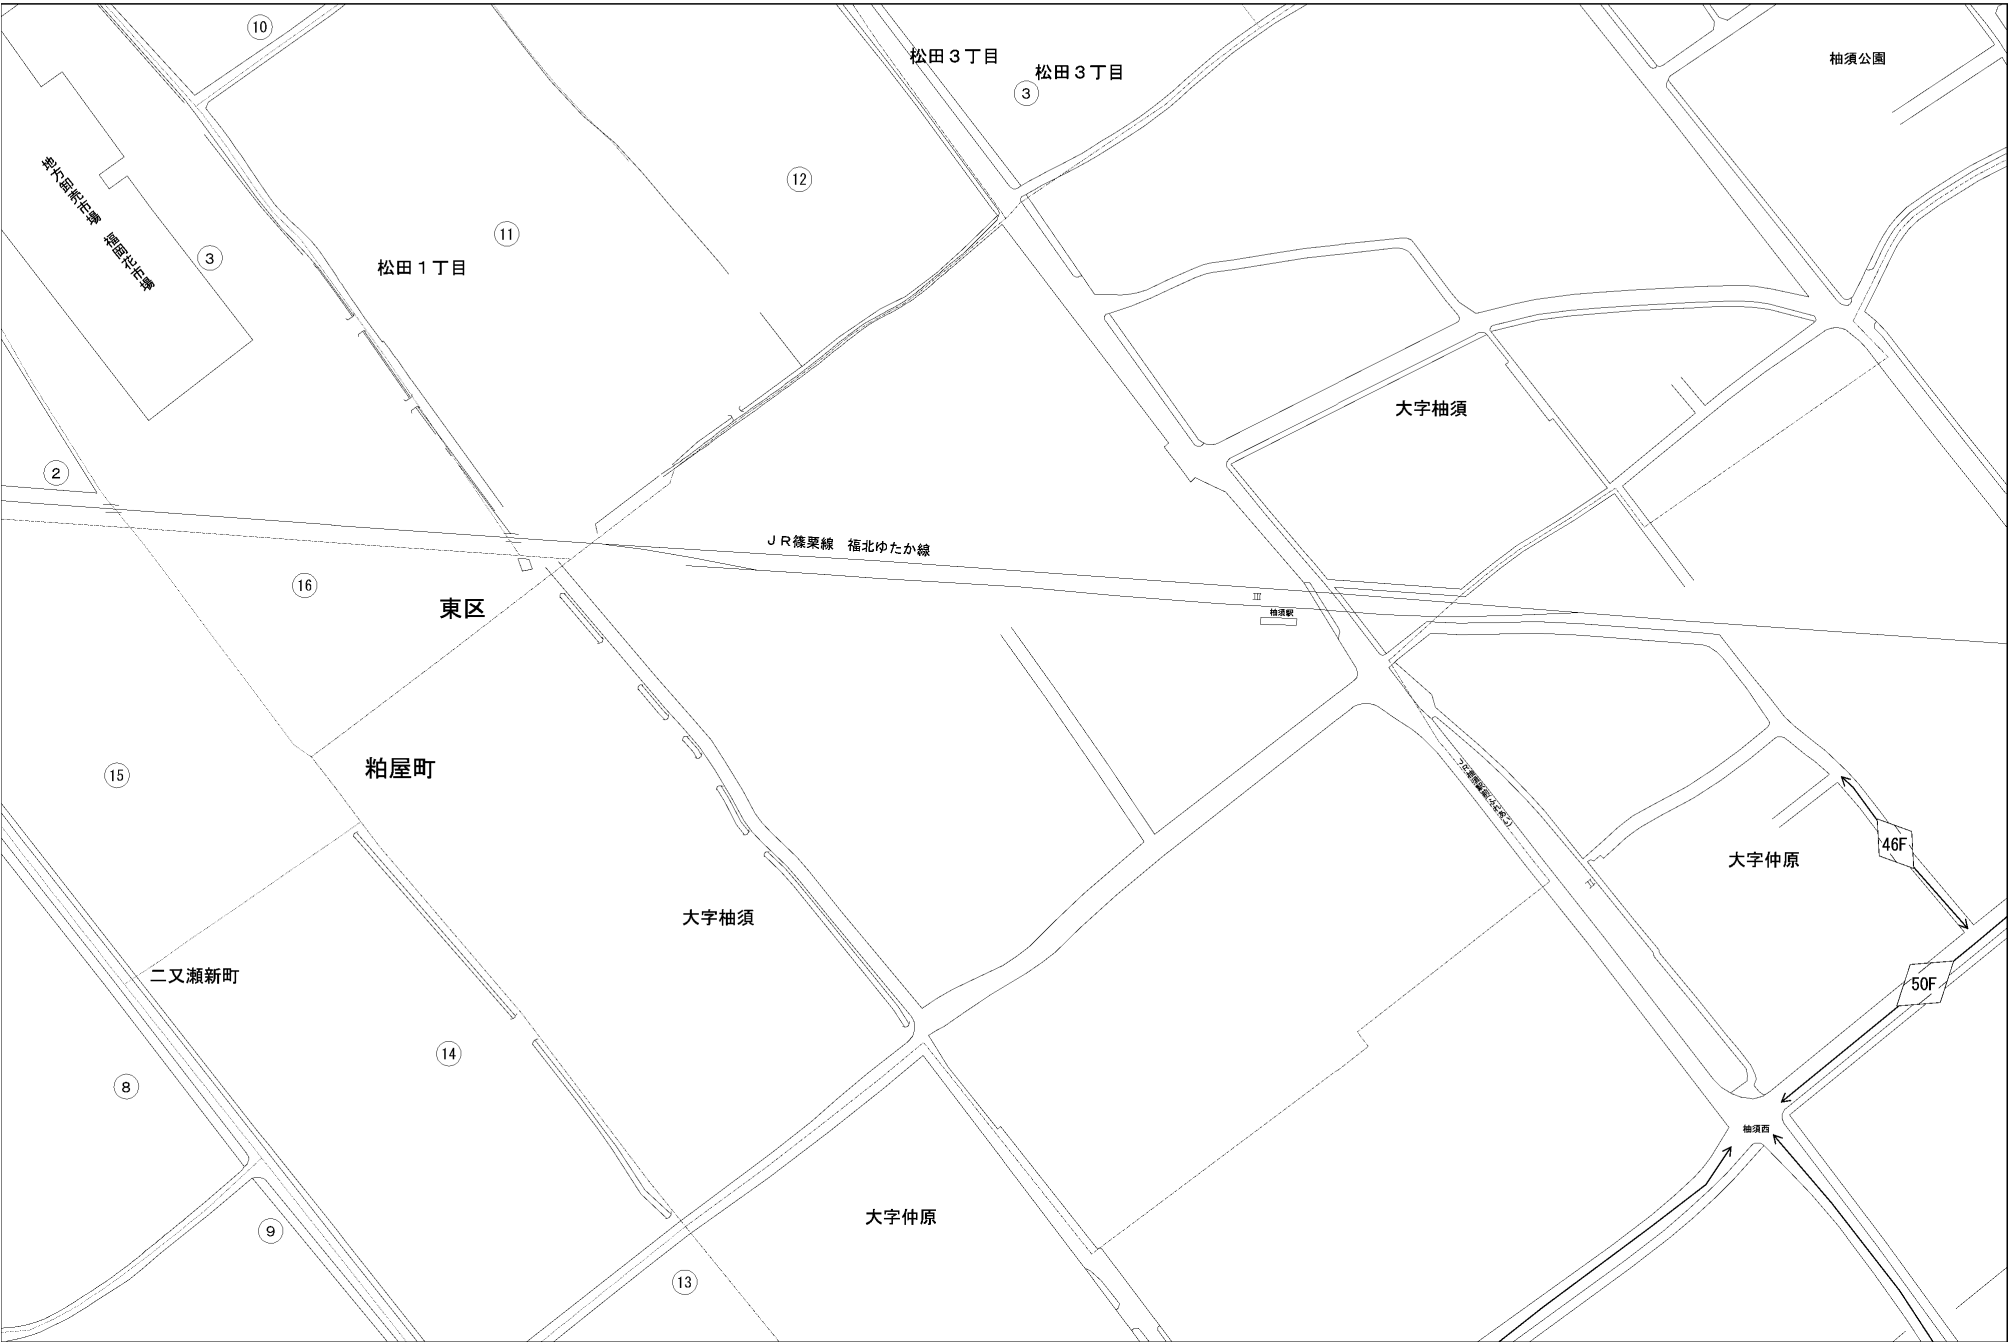 ⑩
松田３丁目
松田３丁目
③
柚須公園
地方卸売市場　福岡花市場
③
⑫
⑪
松田１丁目
大字柚須
②
ＪＲ篠栗線　福北ゆたか線
⑯
東区
柚須駅
粕屋町
⑮
46F
大字仲原
大字柚須
二又瀬新町
50F
⑭
⑧
柚須西
大字仲原
⑨
⑬